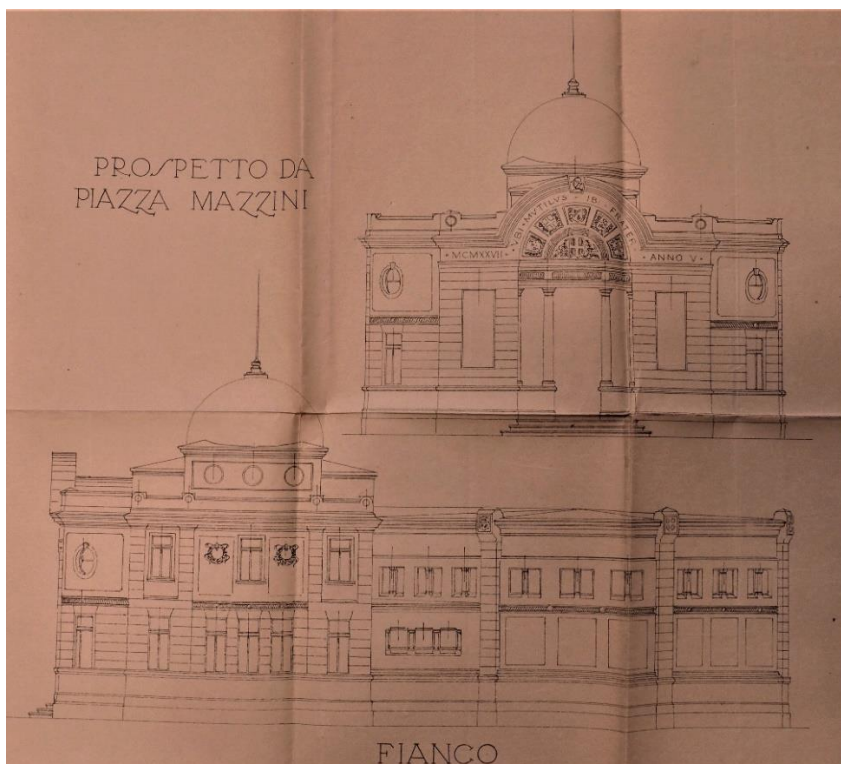 PROSPETTO DA
PIAZZA MAZZINI
VBI · MVTILVS · IBI · FRATER
· MCMXXVII ·
· ANNO V ·
FIANCO